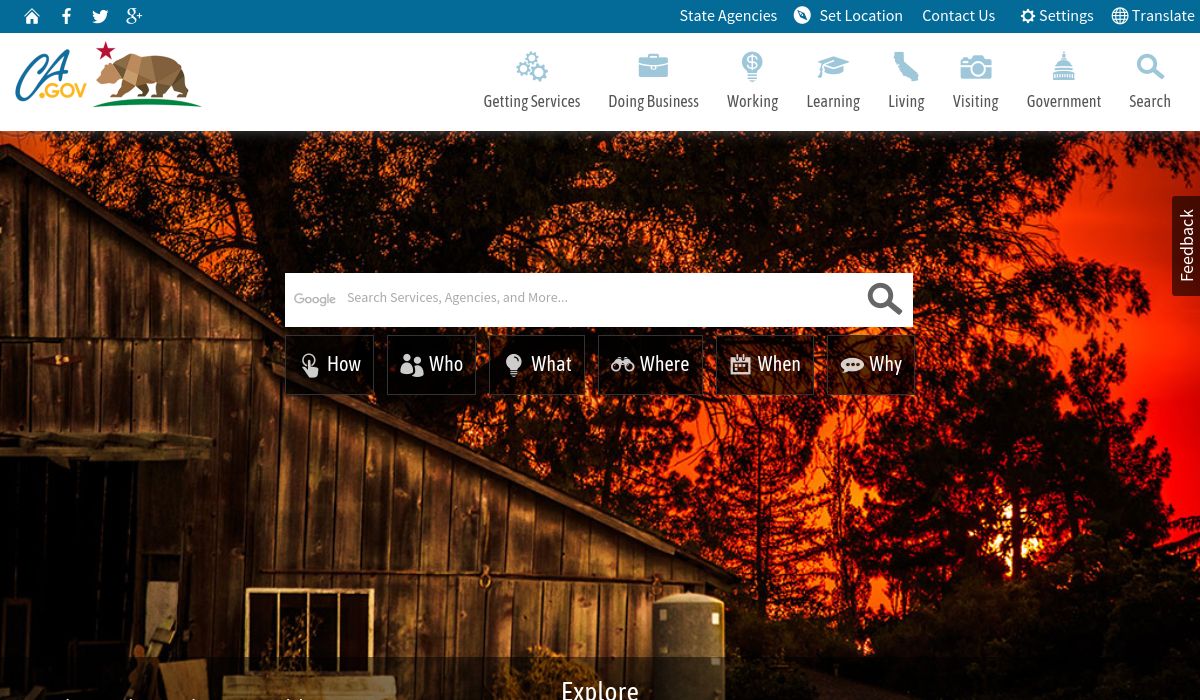 State Agencies Set Location Contact Us Settings Translate
CA.GOV
Getting Services Doing Business Working Learning Living Visiting Government Search
Feedback
Google Search Services, Agencies, and More...
How Who What Where When Why
Explore